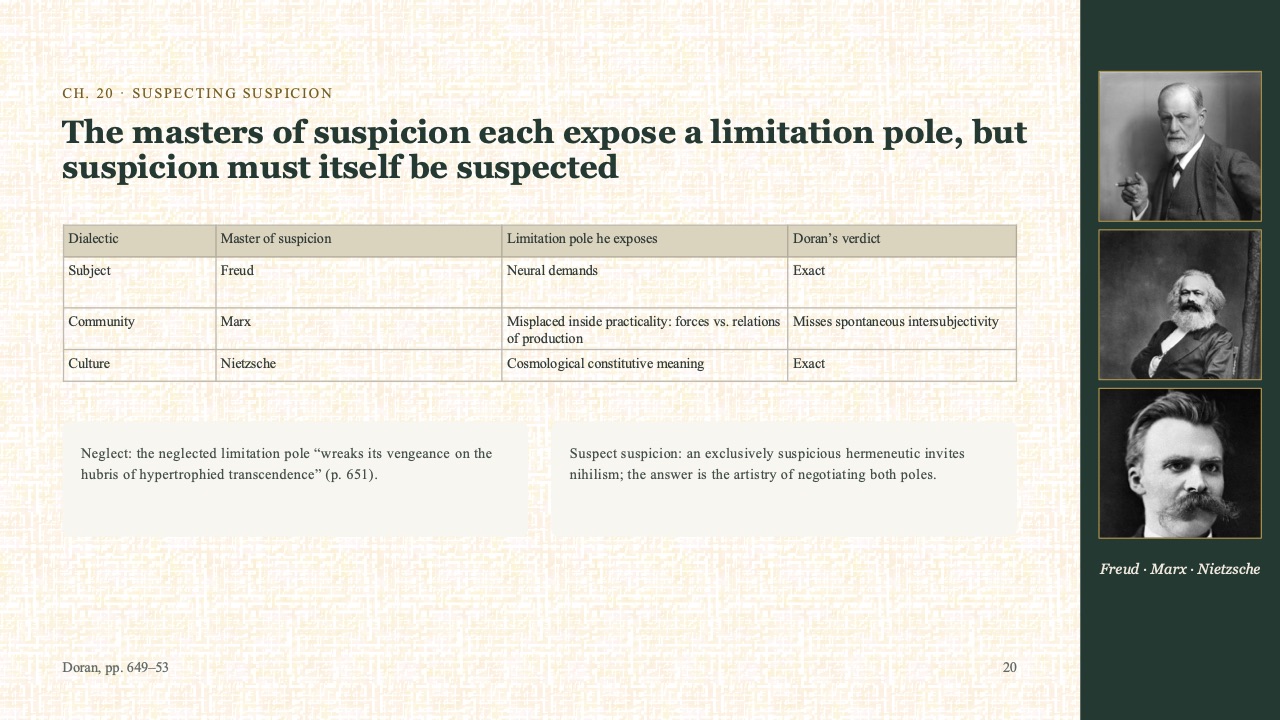 CH. 20 · SUSPECTING SUSPICION
The masters of suspicion each expose a limitation pole, but
suspicion must itself be suspected
Dialectic
Master of suspicion
Limitation pole he exposes
Doran’s verdict
Subject
Freud
Neural demands
Exact
Community
Marx
Misplaced inside practicality: forces vs. relations
of production
Misses spontaneous intersubjectivity
Culture
Nietzsche
Cosmological constitutive meaning
Exact
Neglect: the neglected limitation pole “wreaks its vengeance on the
hubris of hypertrophied transcendence” (p. 651).
Suspect suspicion: an exclusively suspicious hermeneutic invites
nihilism; the answer is the artistry of negotiating both poles.
Freud · Marx · Nietzsche
Doran, pp. 649–53
20